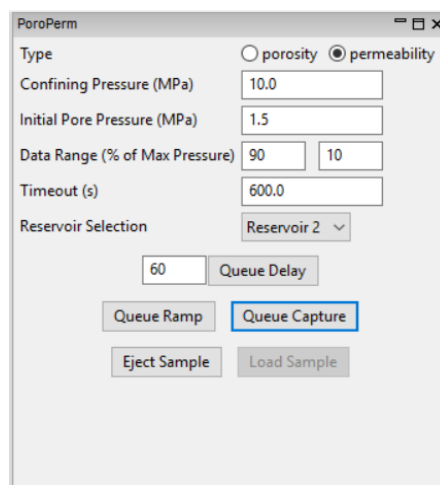 PoroPerm
Type porosity permeability
Confining Pressure (MPa) 10.0
Initial Pore Pressure (MPa) 1.5
Data Range (% of Max Pressure) 90 10
Timeout (s) 600.0
Reservoir Selection Reservoir 2
60 Queue Delay
Queue Ramp Queue Capture
Eject Sample Load Sample